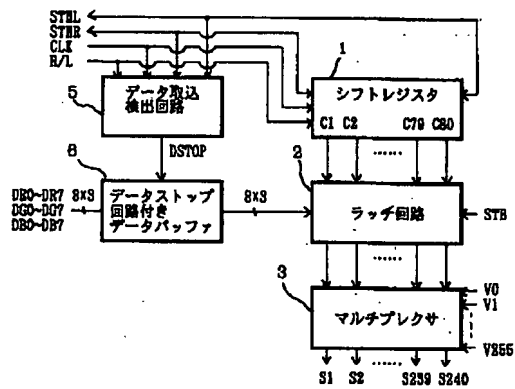 STHL
STHR
CLK
R/L
1
5
データ取込
検出回路
シフトレジスタ
C1 C2 C79 C80
DSTOP
6
2
DR0~DR7
DG0~DG7
DB0~DB7
8×3
データストップ
回路付き
データバッファ
8×3
ラッチ回路
STB
3
マルチプレクサ
V0
V1
V255
S1 S2 S239 S240